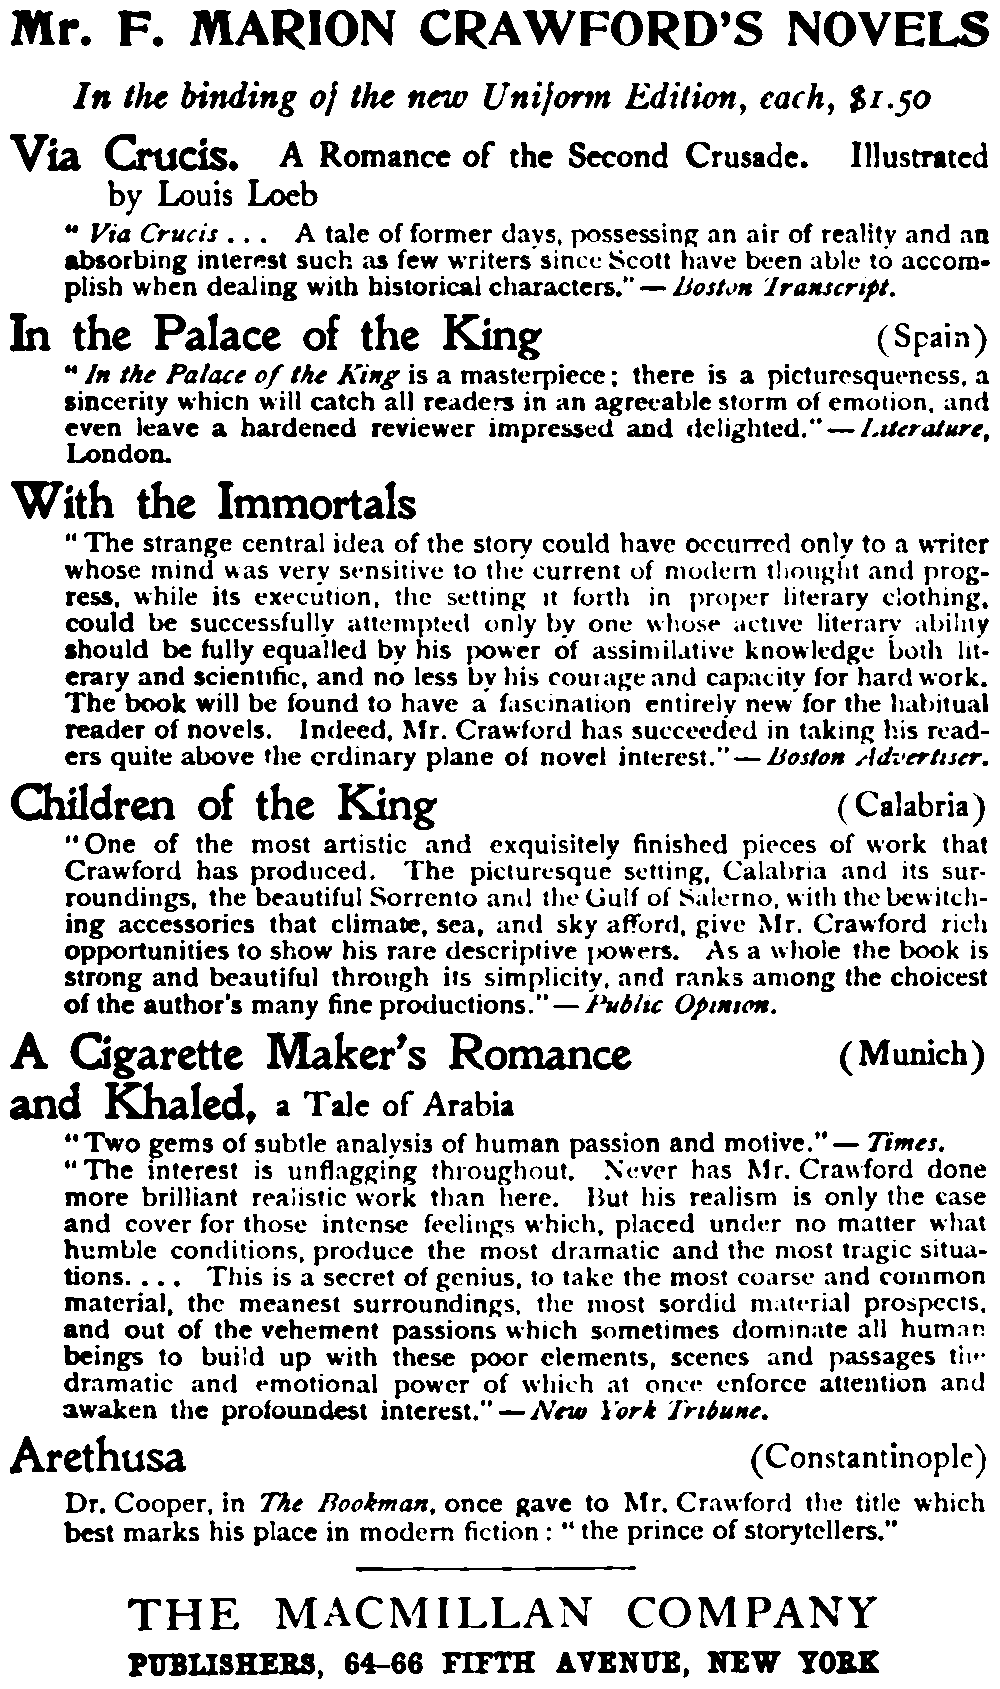 Mr. F. MARION CRAWFORD'S NOVELS
In the binding of the new Uniform Edition, each, $1.50
Via Crucis. A Romance of the Second Crusade. Illustrated
by Louis Loeb
"Via Crucis . . . A tale of former days, possessing an air of reality and an
absorbing interest such as few writers since Scott have been able to accom-
plish when dealing with historical characters."—Boston Transcript.
In the Palace of the King (Spain)
"In the Palace of the King is a masterpiece; there is a picturesqueness, a
sincerity which will catch all readers in an agreeable storm of emotion, and
even leave a hardened reviewer impressed and delighted."—Literature,
London.
With the Immortals
"The strange central idea of the story could have occurred only to a writer
whose mind was very sensitive to the current of modern thought and prog-
ress, while its execution, the setting it forth in proper literary clothing,
could be successfully attempted only by one whose active literary ability
should be fully equalled by his power of assimilative knowledge both lit-
erary and scientific, and no less by his courage and capacity for hard work.
The book will be found to have a fascination entirely new for the habitual
reader of novels. Indeed, Mr. Crawford has succeeded in taking his read-
ers quite above the ordinary plane of novel interest."—Boston Advertiser.
Children of the King (Calabria)
"One of the most artistic and exquisitely finished pieces of work that
Crawford has produced. The picturesque setting, Calabria and its sur-
roundings, the beautiful Sorrento and the Gulf of Salerno, with the bewitch-
ing accessories that climate, sea, and sky afford, give Mr. Crawford rich
opportunities to show his rare descriptive powers. As a whole the book is
strong and beautiful through its simplicity, and ranks among the choicest
of the author's many fine productions."—Public Opinion.
A Cigarette Maker's Romance (Munich)
and Khaled, a Tale of Arabia
"Two gems of subtle analysis of human passion and motive."—Times.
"The interest is unflagging throughout. Never has Mr. Crawford done
more brilliant realistic work than here. But his realism is only the case
and cover for those intense feelings which, placed under no matter what
humble conditions, produce the most dramatic and the most tragic situa-
tions. . . . This is a secret of genius, to take the most coarse and common
material, the meanest surroundings, the most sordid material prospects,
and out of the vehement passions which sometimes dominate all human
beings to build up with these poor elements, scenes and passages the
dramatic and emotional power of which at once enforce attention and
awaken the profoundest interest."—New York Tribune.
Arethusa (Constantinople)
Dr. Cooper, in The Bookman, once gave to Mr. Crawford the title which
best marks his place in modern fiction: "the prince of storytellers."
THE MACMILLAN COMPANY
PUBLISHERS, 64-66 FIFTH AVENUE, NEW YORK